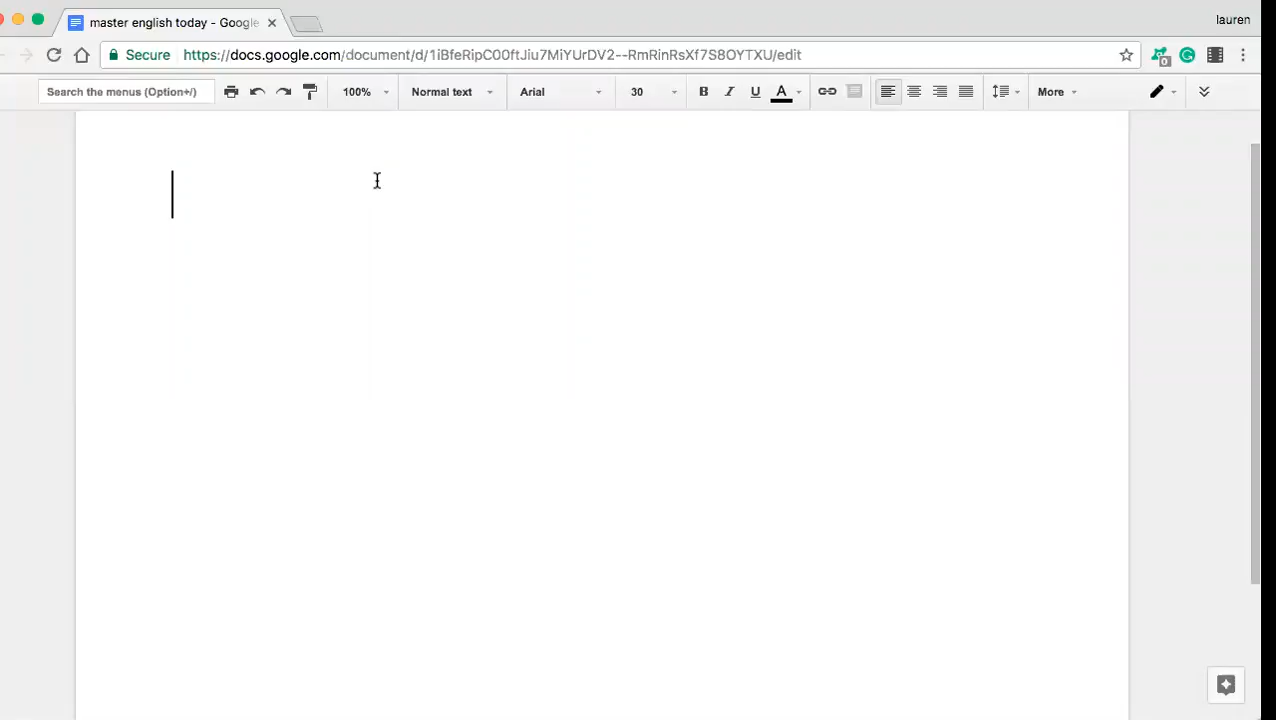 master english today - Google
lauren
Secure https://docs.google.com/document/d/1iBfeRipC00ftJiu7MiYUrDV2--RmRinRsXf7S8OYTXU/edit
Search the menus (Option+/) 100% Normal text Arial 30 B I U A More
0